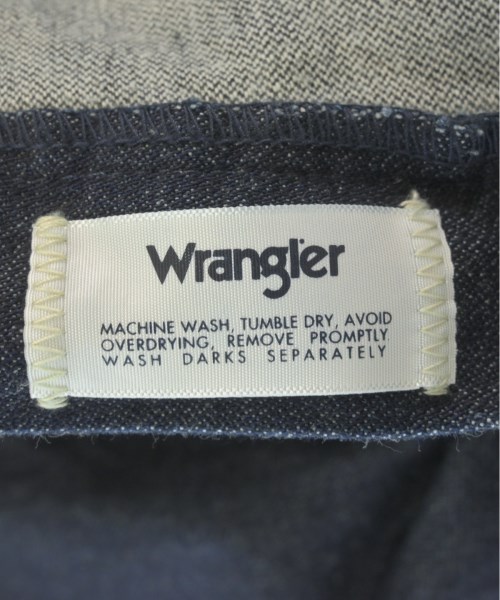 Wrangler
MACHINE WASH, TUMBLE DRY, AVOID
OVERDRYING, REMOVE PROMPTLY
WASH DARKS SEPARATELY